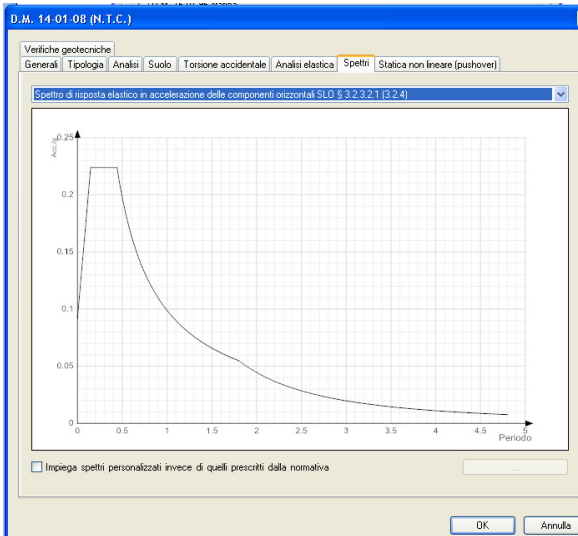 D.M. 14-01-08 (N.T.C.)
Verifiche geotecniche
Generali Tipologia Analisi Suolo Torsione accidentale Analisi elastica Spettri Statica non lineare (pushover)
Spettro di risposta elastico in accelerazione delle componenti orizzontali SLO § 3.2.3.2.1 (3.2.4)
Acc./g
0.25
0.2
0.15
0.1
0.05
0
0 0.5 1 1.5 2 2.5 3 3.5 4 4.5 5
Periodo
Impiega spettri personalizzati invece di quelli prescritti dalla normativa
...
OK Annulla